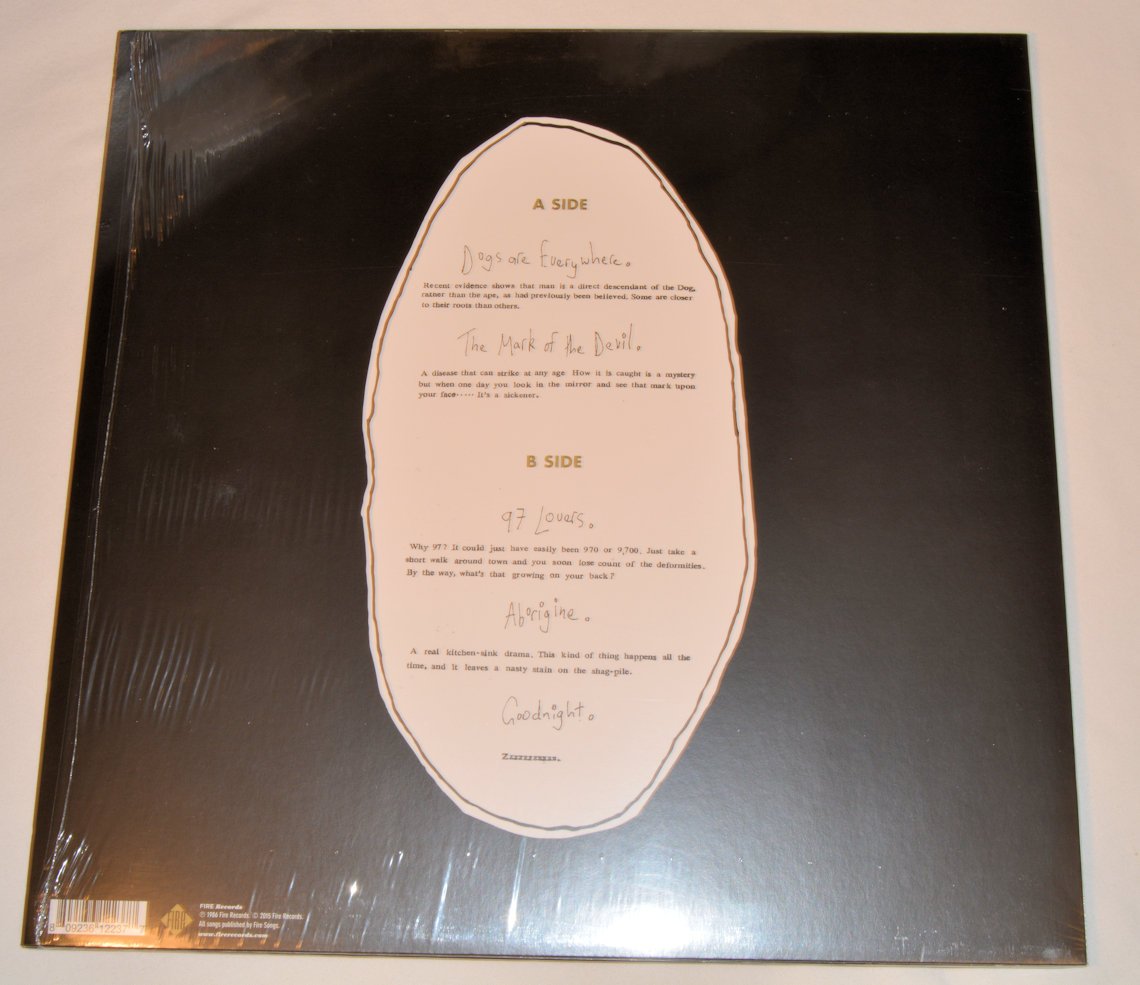 A SIDE
Dogs are Everywhere.
Recent evidence shows that man is a direct descendant of the Dog,
rather than the ape, as had previously been believed. Some are closer
to their roots than others.
The Mark of the Devil.
A disease that can strike at any age How it is caught is a mystery
but when one day you look in the mirror and see that mark upon
your face····· It's a sickener.
B SIDE
97 Lovers.
Why 97? It could just have easily been 970 or 9,700. Just take a
short walk around town and you soon lose count of the deformities.
By the way, what's that growing on your back?
Aborigine.
A real kitchen-sink drama. This kind of thing happens all the
time, and it leaves a nasty stain on the shag-pile.
Goodnight.
Zzzzzzzzzz.
FIRE
FIRE Records
℗ 1986 Fire Records. © 2015 Fire Records.
All songs published by Fire Songs.
www.firerecords.com
8 09236 12237 7